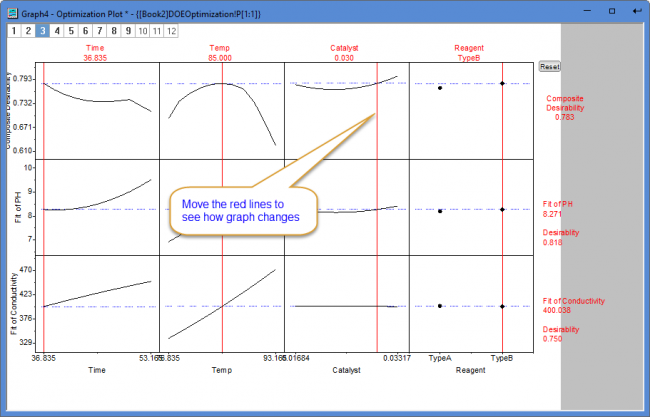 Graph4 - Optimization Plot * - ([Book2]DOEOptimization!P[1:1])
1 2 3 4 5 6 7 8 9 10 11 12
Time Temp Catalyst Reagent
36.835 85.000 0.030 TypeB
Reset
Composite Desirability
0.793
0.732
0.671
0.610
Composite
Desirability
0.783
Fit of PH
10
9
8
7
Move the red lines to
see how graph changes
Fit of PH
8.271
Desirability
0.818
Fit of Conductivity
470
423
376
329
Fit of Conductivity
400.038
Desirability
0.750
36.835 53.165 93.165 0.03317 TypeA TypeB
Time Temp Catalyst Reagent